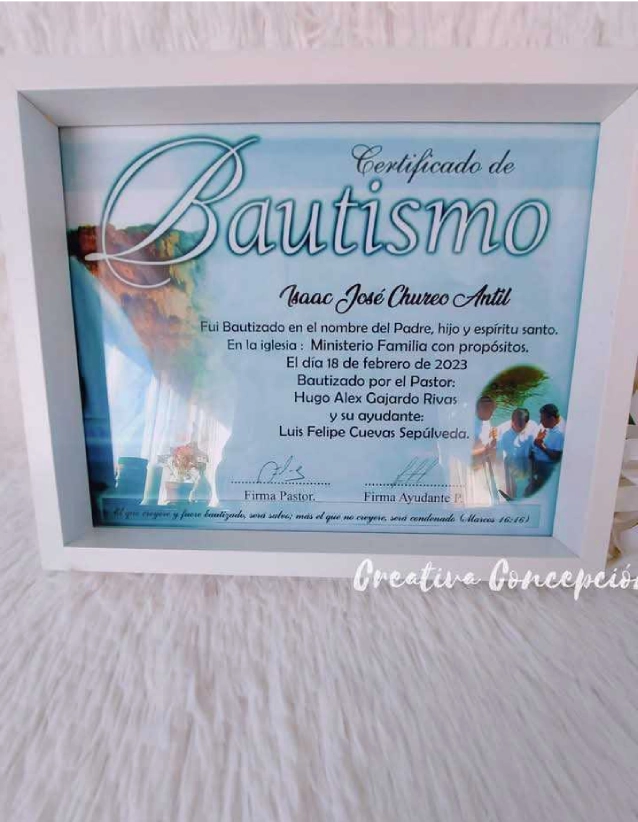 Certificado de
Bautismo
Isaac José Chureo Antil
Fui Bautizado en el nombre del Padre, hijo y espíritu santo.
En la iglesia : Ministerio Familia con propósitos.
El día 18 de febrero de 2023
Bautizado por el Pastor:
Hugo Alex Gajardo Rivas
y su ayudante:
Luis Felipe Cuevas Sepúlveda.
Firma Pastor. Firma Ayudante P.
El que creyere y fuere bautizado, será salvo; más el que no creyere, será condenado (Marcos 16:16)
Creativa Concepción